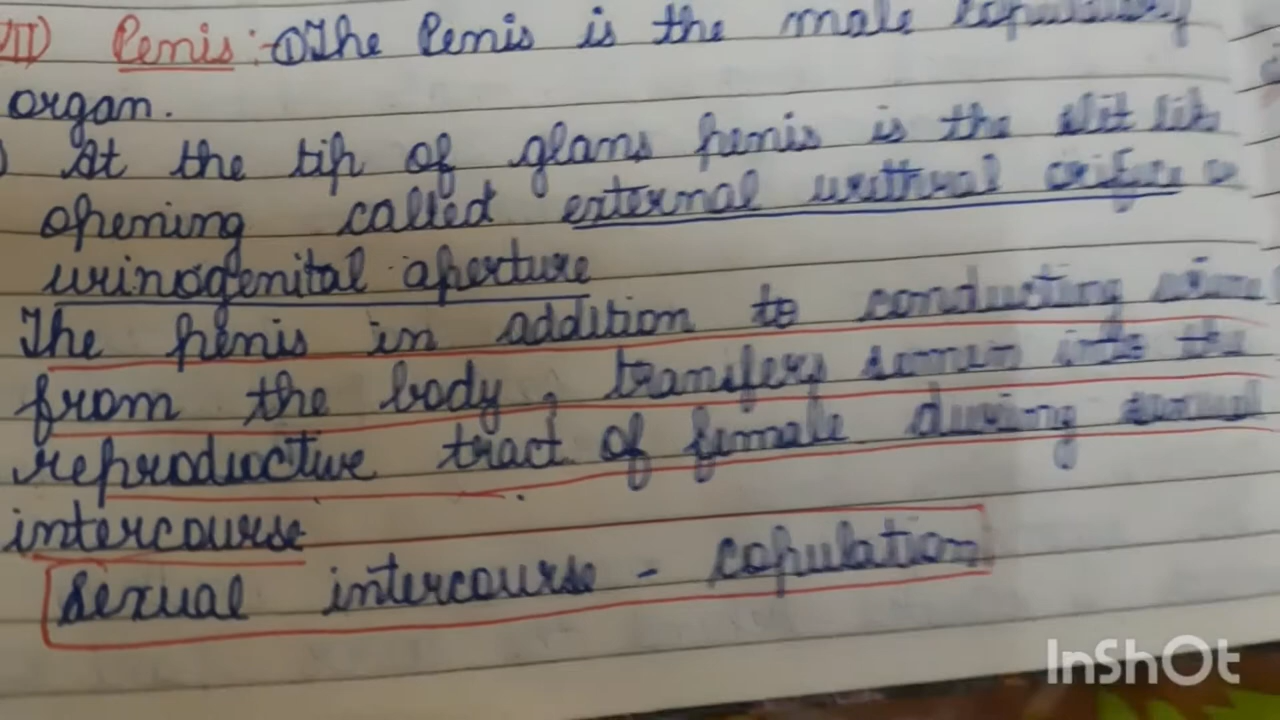 VII) Penis :- ① The Penis is the male copulatory
organ.
) At the tip of glans penis is the slit lik
opening called external urethral orifice or
urinogenital aperture
The penis in addition to conducting urine
from the body, transfers semen into the
reproductive tract of female during sexual
intercourse
Sexual intercourse - copulation
InShOt